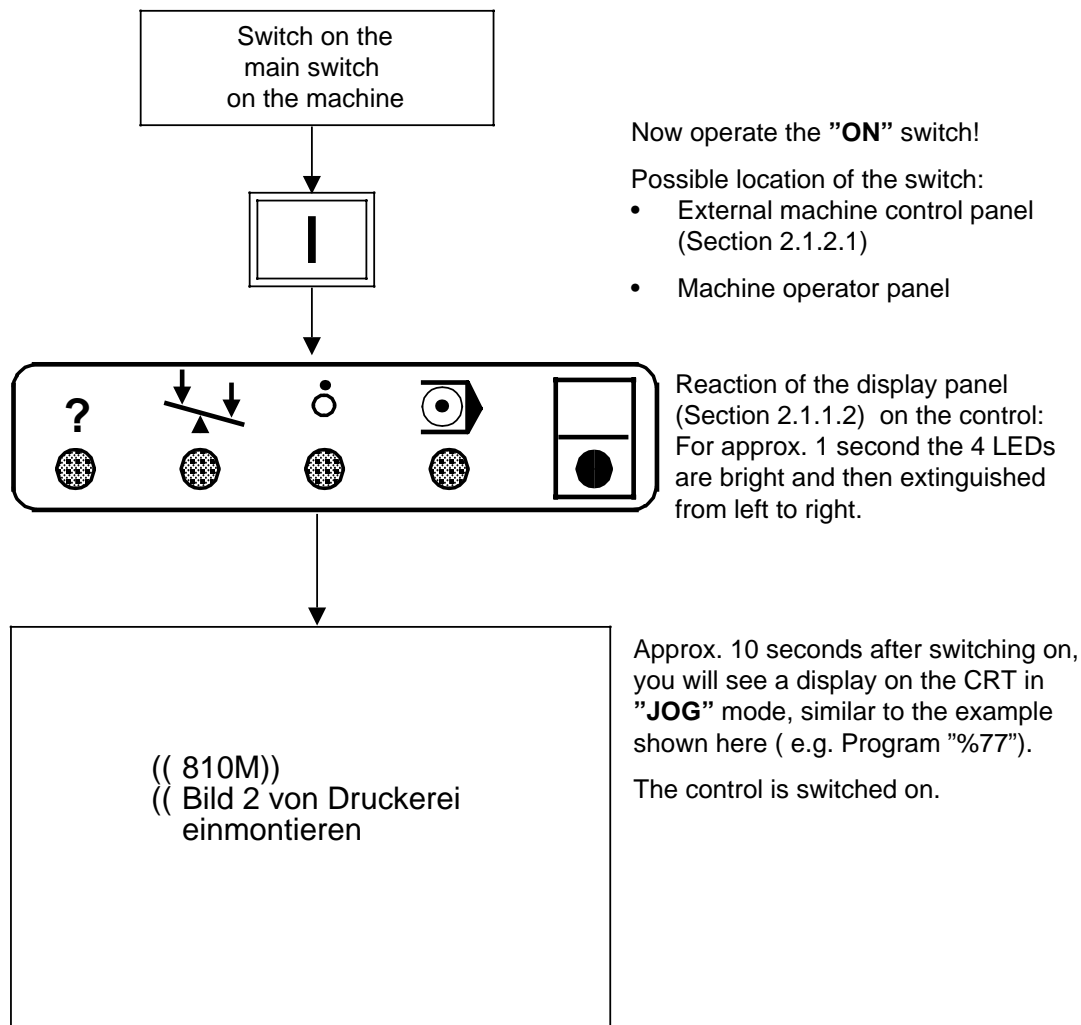 Switch on the
main switch
on the machine
Now operate the ”ON” switch!
Possible location of the switch:
• External machine control panel
(Section 2.1.2.1)
• Machine operator panel
I
?
Reaction of the display panel
(Section 2.1.1.2) on the control:
For approx. 1 second the 4 LEDs
are bright and then extinguished
from left to right.
(( 810M))
(( Bild 2 von Druckerei
einmontieren
Approx. 10 seconds after switching on,
you will see a display on the CRT in
”JOG” mode, similar to the example
shown here ( e.g. Program ”%77”).
The control is switched on.